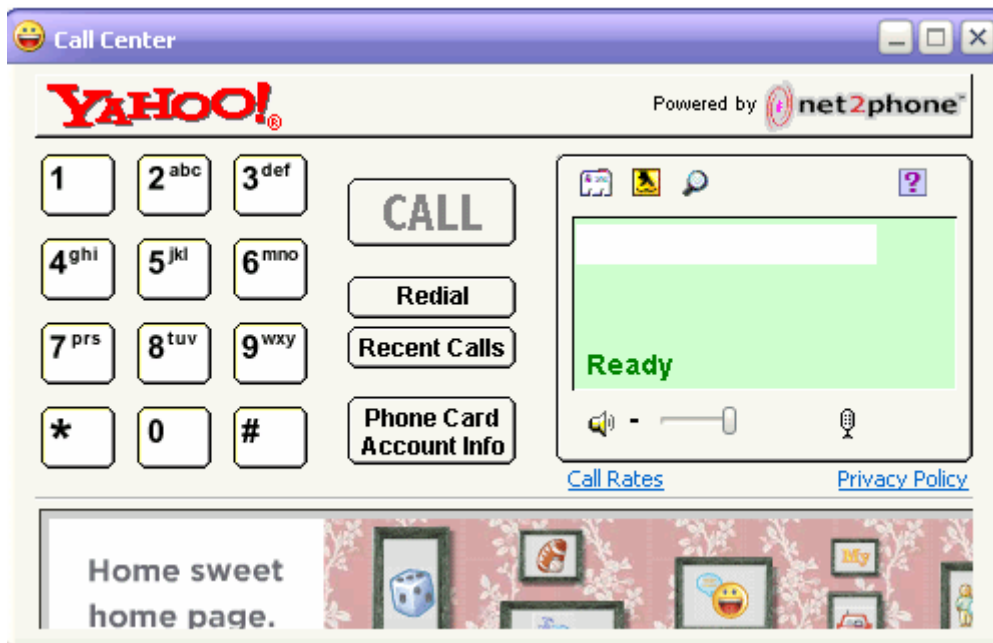 Call Center
YAHOO!®
Powered by net2phone™
1 2 abc 3 def
4 ghi 5 jkl 6 mno
7 prs 8 tuv 9 wxy
* 0 #
CALL
Redial
Recent Calls
Phone Card
Account Info
?
Ready
-
Call Rates
Privacy Policy
Home sweet
home page.
My